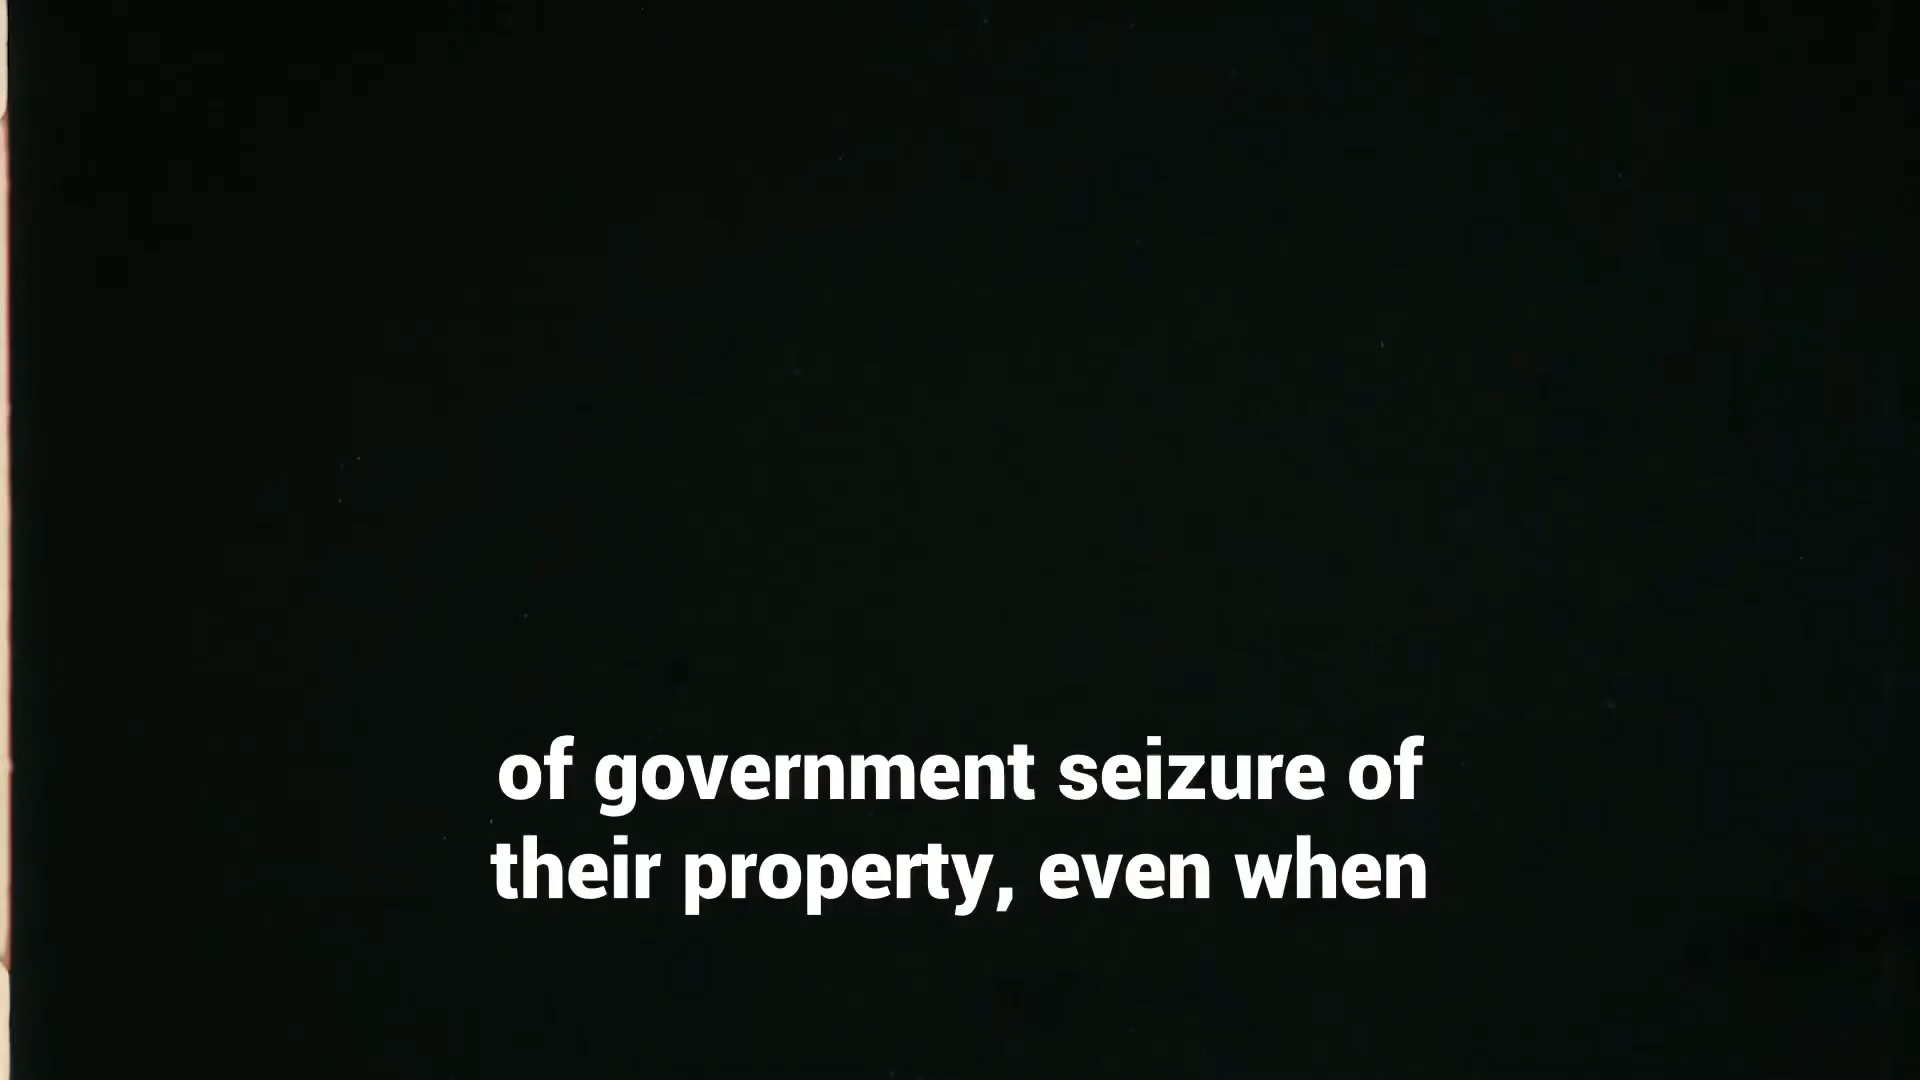 of government seizure of
their property, even when